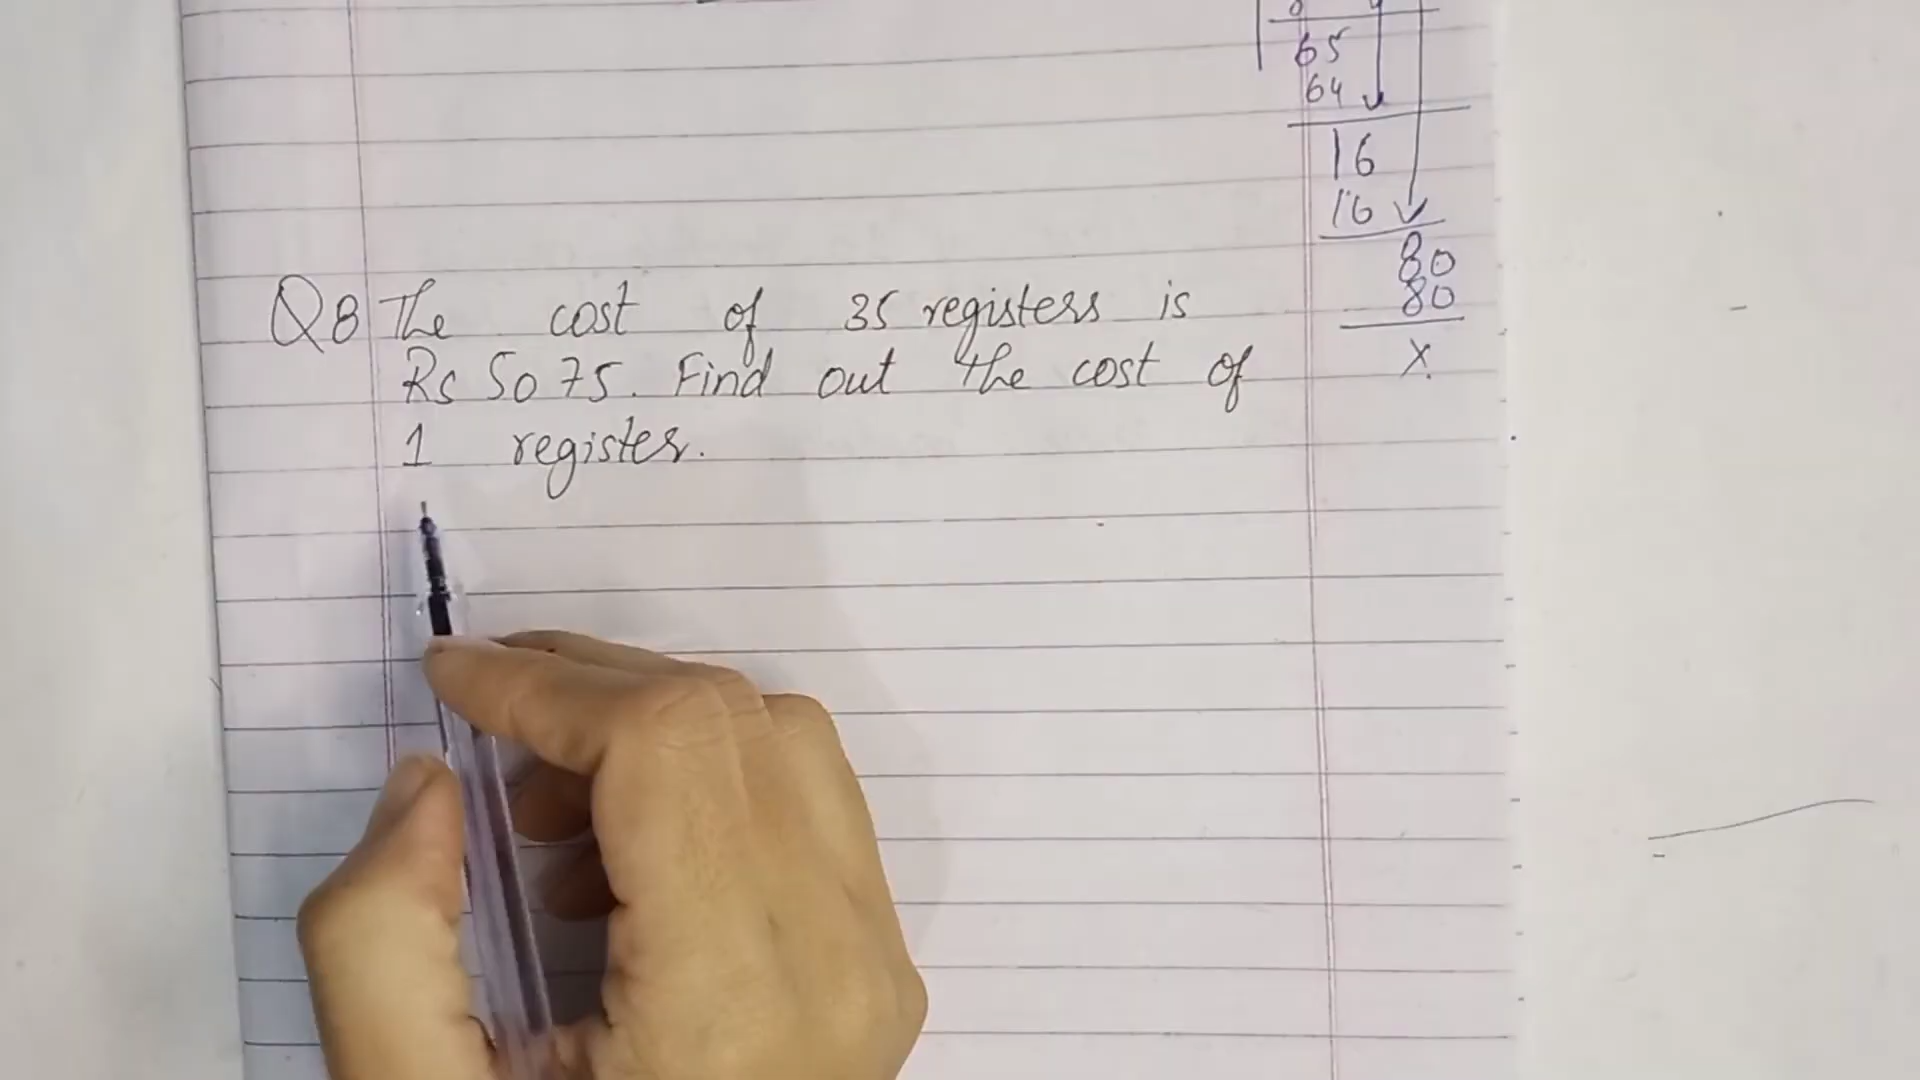 65
64
16
16
80
80
x
Q8 The cost of 35 registers is
Rs 5075. Find out the cost of
1 register.